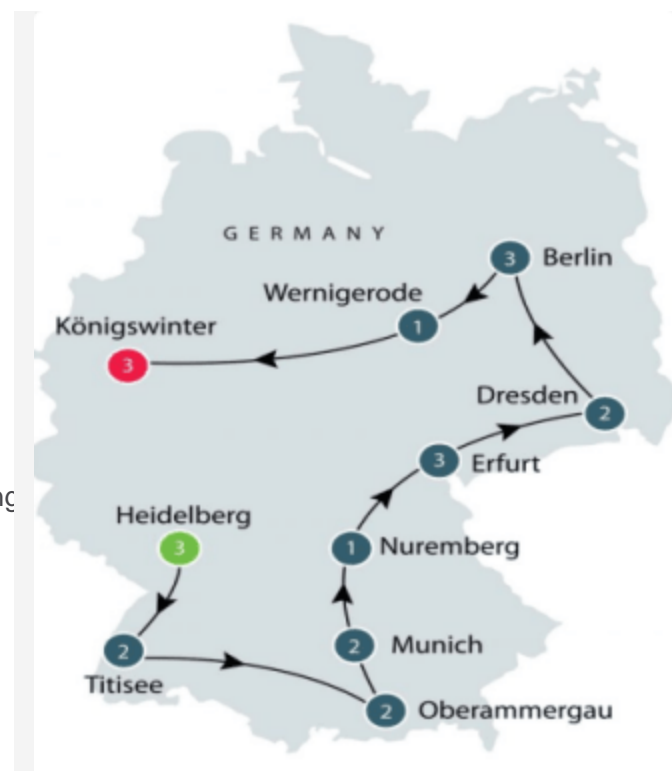 GERMANY
3 Berlin
Wernigerode
1
Königswinter
3
Dresden
2
3 Erfurt
ng
Heidelberg
3
1 Nuremberg
2 Munich
2
Titisee
2 Oberammergau